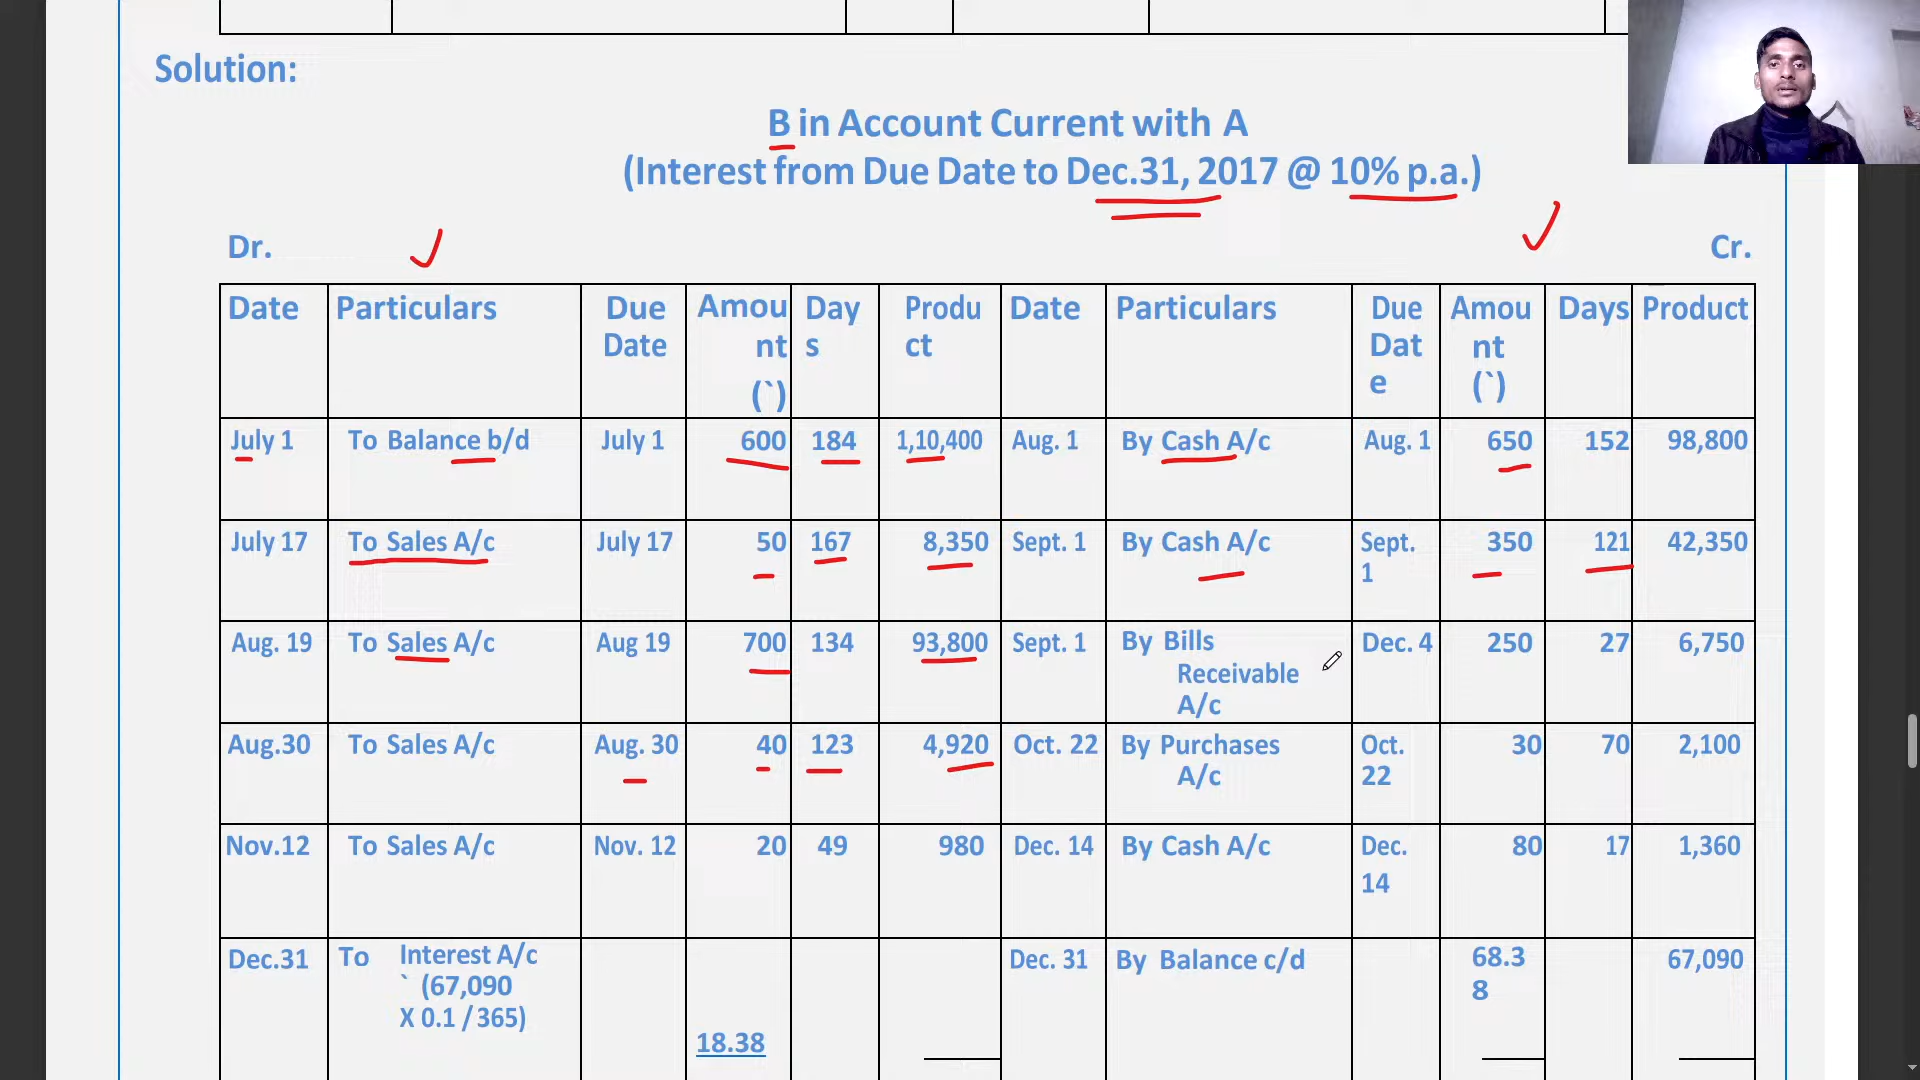 Solution:
B in Account Current with A
(Interest from Due Date to Dec.31, 2017 @ 10% p.a.)
Dr. Cr.
Date Particulars Due Date Amou nt (`) Day s Produ ct Date Particulars Due Dat e Amou nt (`) Days Product
July 1 To Balance b/d July 1 600 184 1,10,400 Aug. 1 By Cash A/c Aug. 1 650 152 98,800
July 17 To Sales A/c July 17 50 167 8,350 Sept. 1 By Cash A/c Sept. 1 350 121 42,350
Aug. 19 To Sales A/c Aug 19 700 134 93,800 Sept. 1 By Bills Receivable A/c Dec. 4 250 27 6,750
Aug.30 To Sales A/c Aug. 30 40 123 4,920 Oct. 22 By Purchases A/c Oct. 22 30 70 2,100
Nov.12 To Sales A/c Nov. 12 20 49 980 Dec. 14 By Cash A/c Dec. 14 80 17 1,360
Dec.31 To Interest A/c ` (67,090 X 0.1 / 365) 18.38 Dec. 31 By Balance c/d 68.3 8 67,090